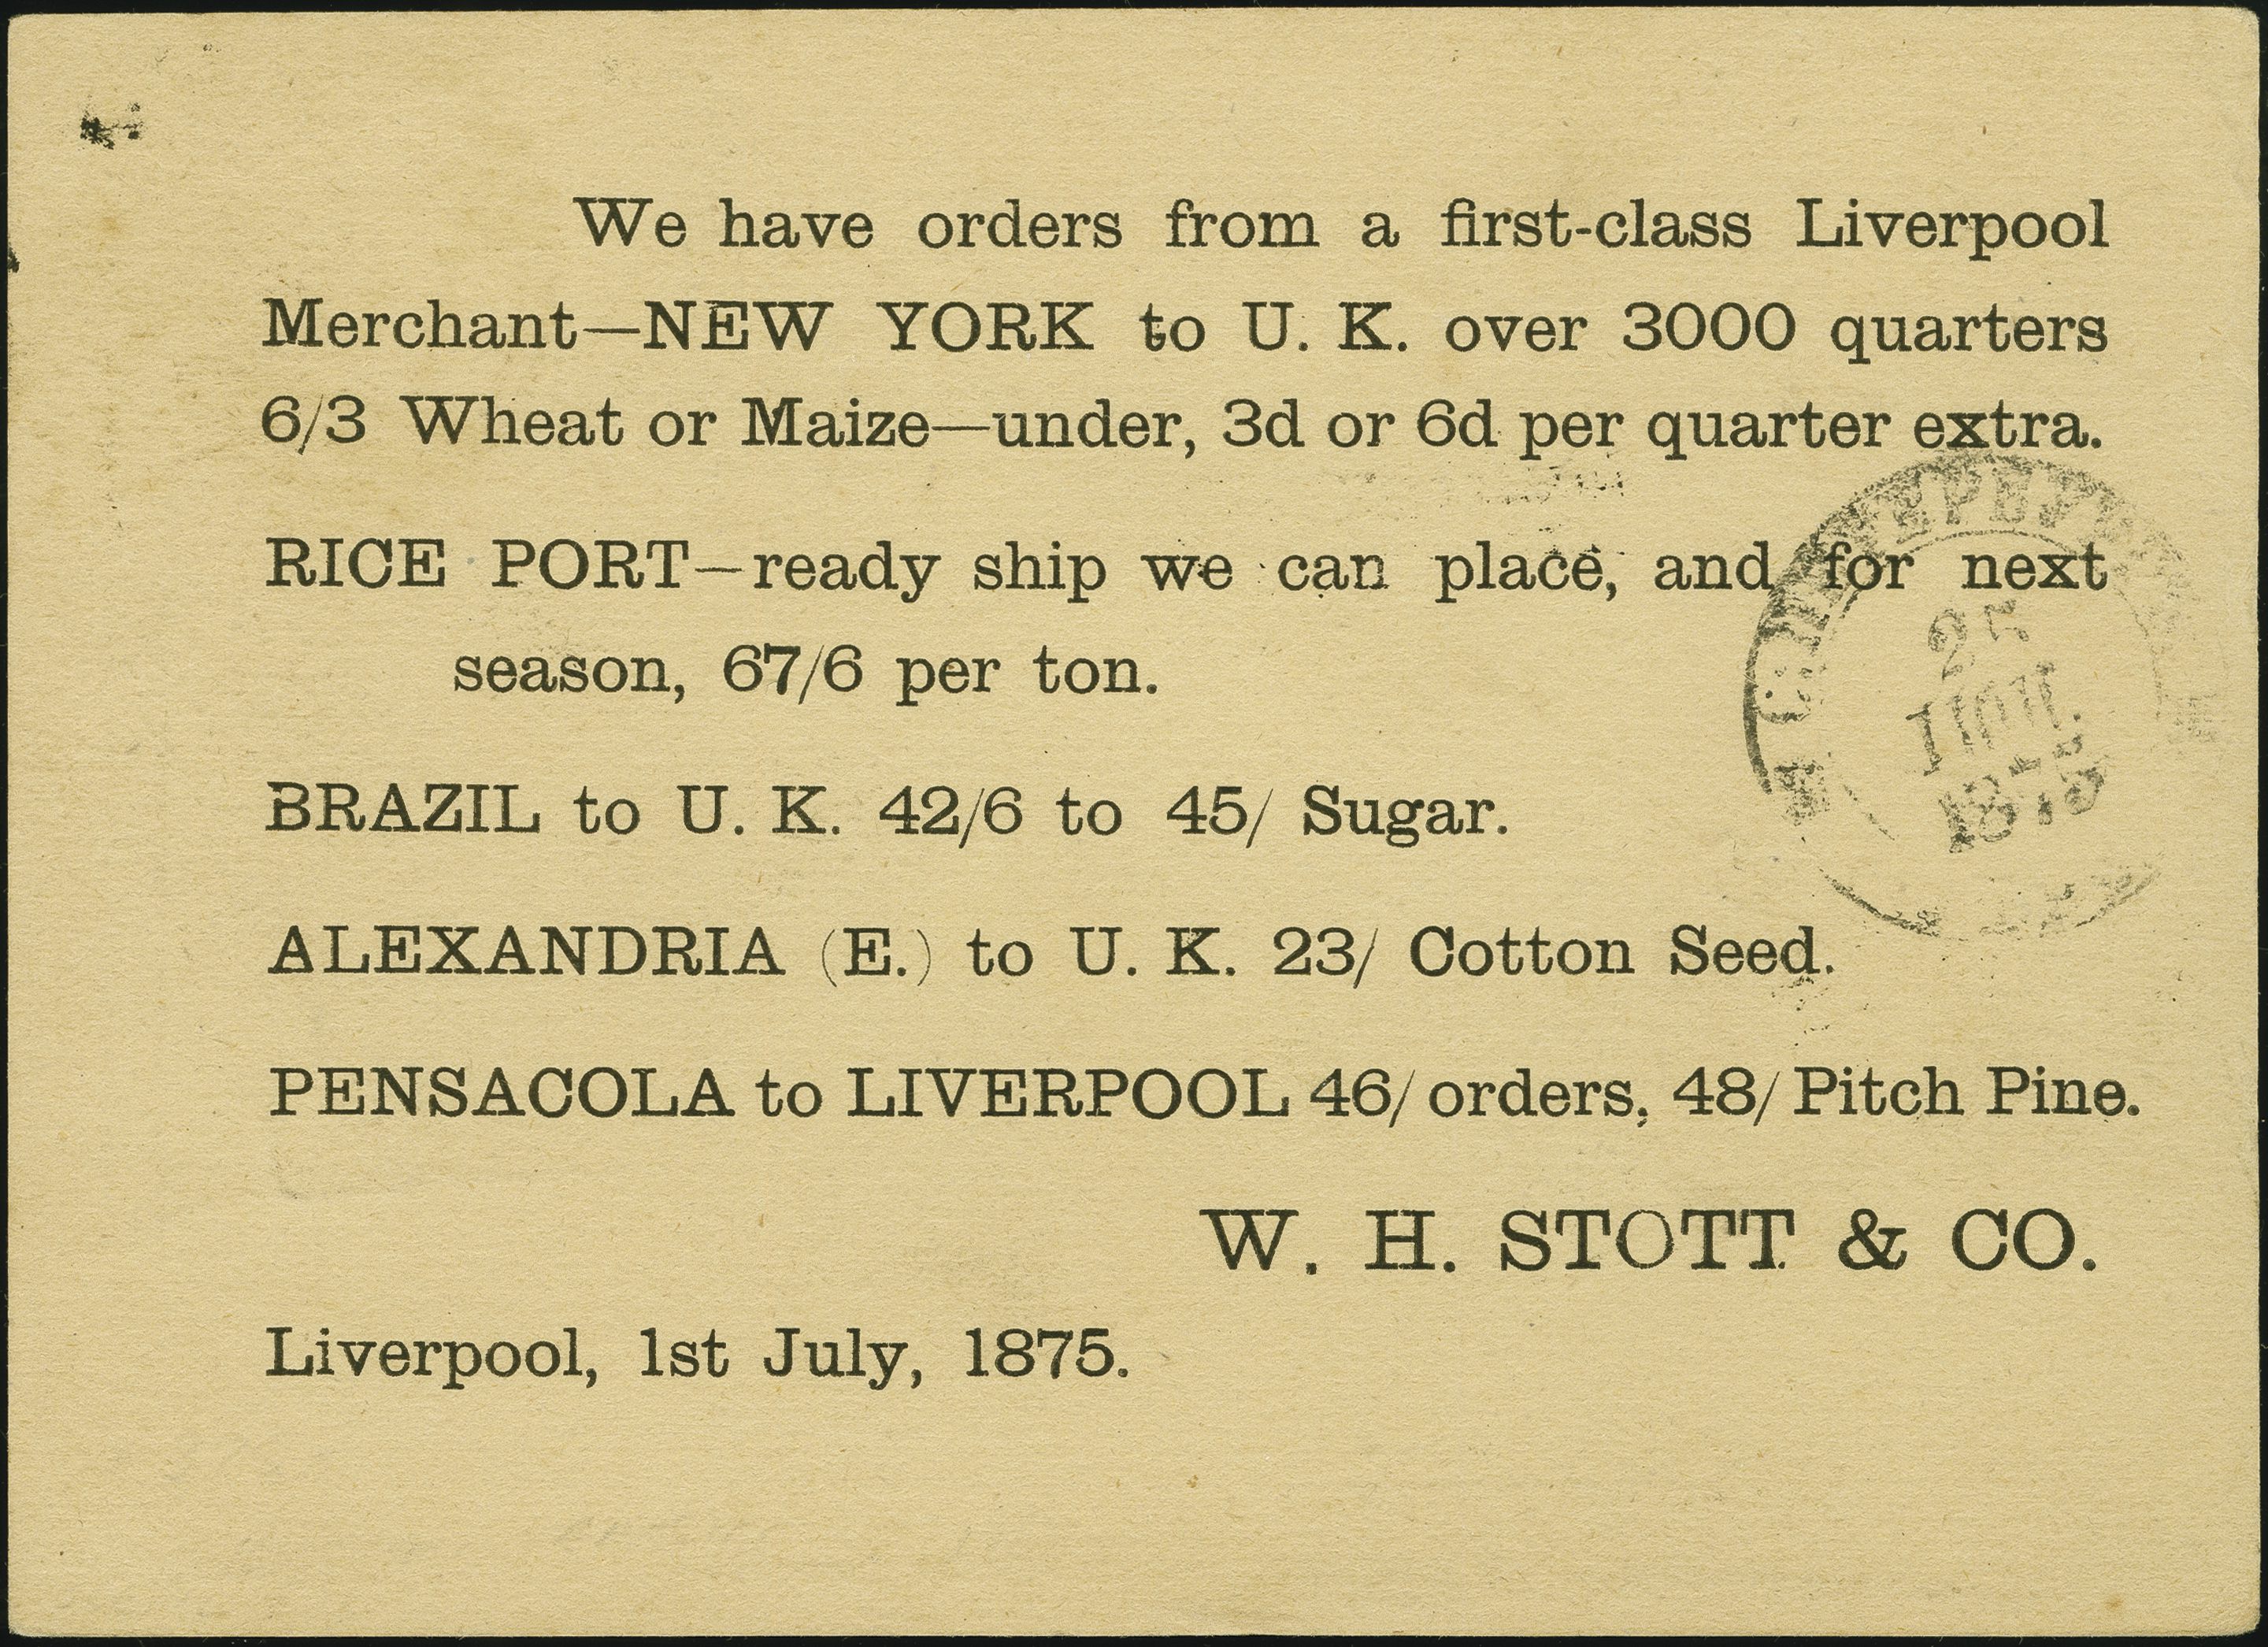 We have orders from a first-class Liverpool
Merchant—NEW YORK to U. K. over 3000 quarters
6/3 Wheat or Maize—under, 3d or 6d per quarter extra.
RICE PORT—ready ship we can place, and for next
season, 67/6 per ton.
BRAZIL to U. K. 42/6 to 45/ Sugar.
ALEXANDRIA (E.) to U. K. 23/ Cotton Seed.
PENSACOLA to LIVERPOOL 46/ orders, 48/ Pitch Pine.
W. H. STOTT & CO.
Liverpool, 1st July, 1875.
25
1875